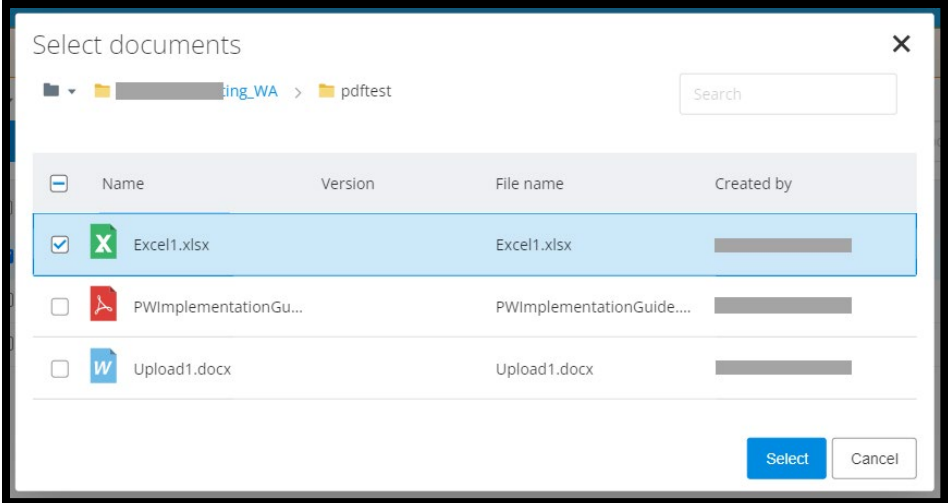 Select documents
ting_WA > pdftest
Search
Name Version File name Created by
Excel1.xlsx Excel1.xlsx
PWImplementationGu... PWImplementationGuide....
Upload1.docx Upload1.docx
Select Cancel